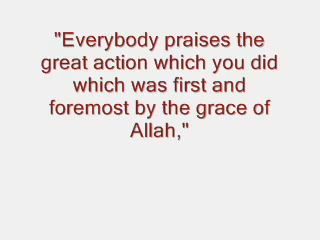 "Everybody praises the
great action which you did
which was first and
foremost by the grace of
Allah,"